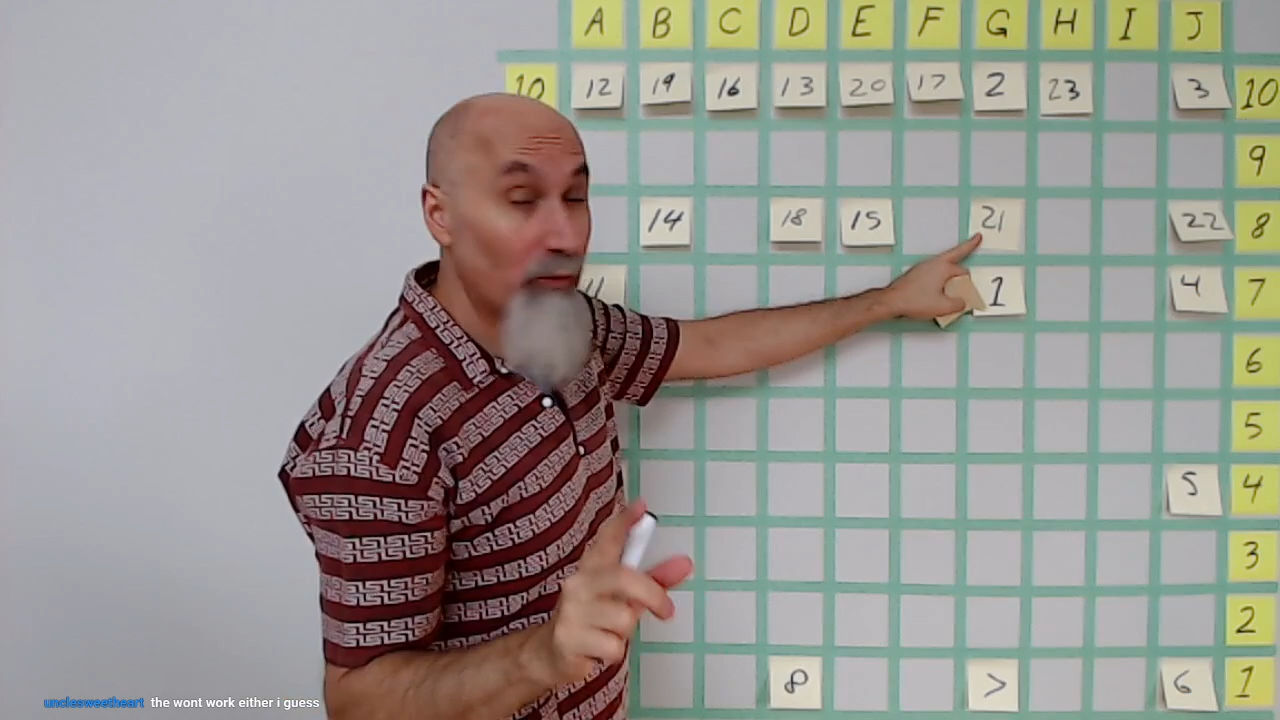 A B C D E F G H I J
10 12 19 16 13 20 17 2 23 3 10
9
14 18 15 21 22 8
11 1 4 7
6
5
5 4
3
2
8 > 6 1
unclesweetheart the wont work either i guess